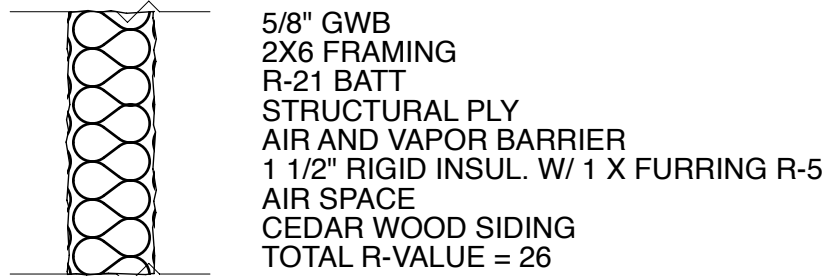 5/8" GWB
2X6 FRAMING
R-21 BATT
STRUCTURAL PLY
AIR AND VAPOR BARRIER
1 1/2" RIGID INSUL. W/ 1 X FURRING R-5
AIR SPACE
CEDAR WOOD SIDING
TOTAL R-VALUE = 26